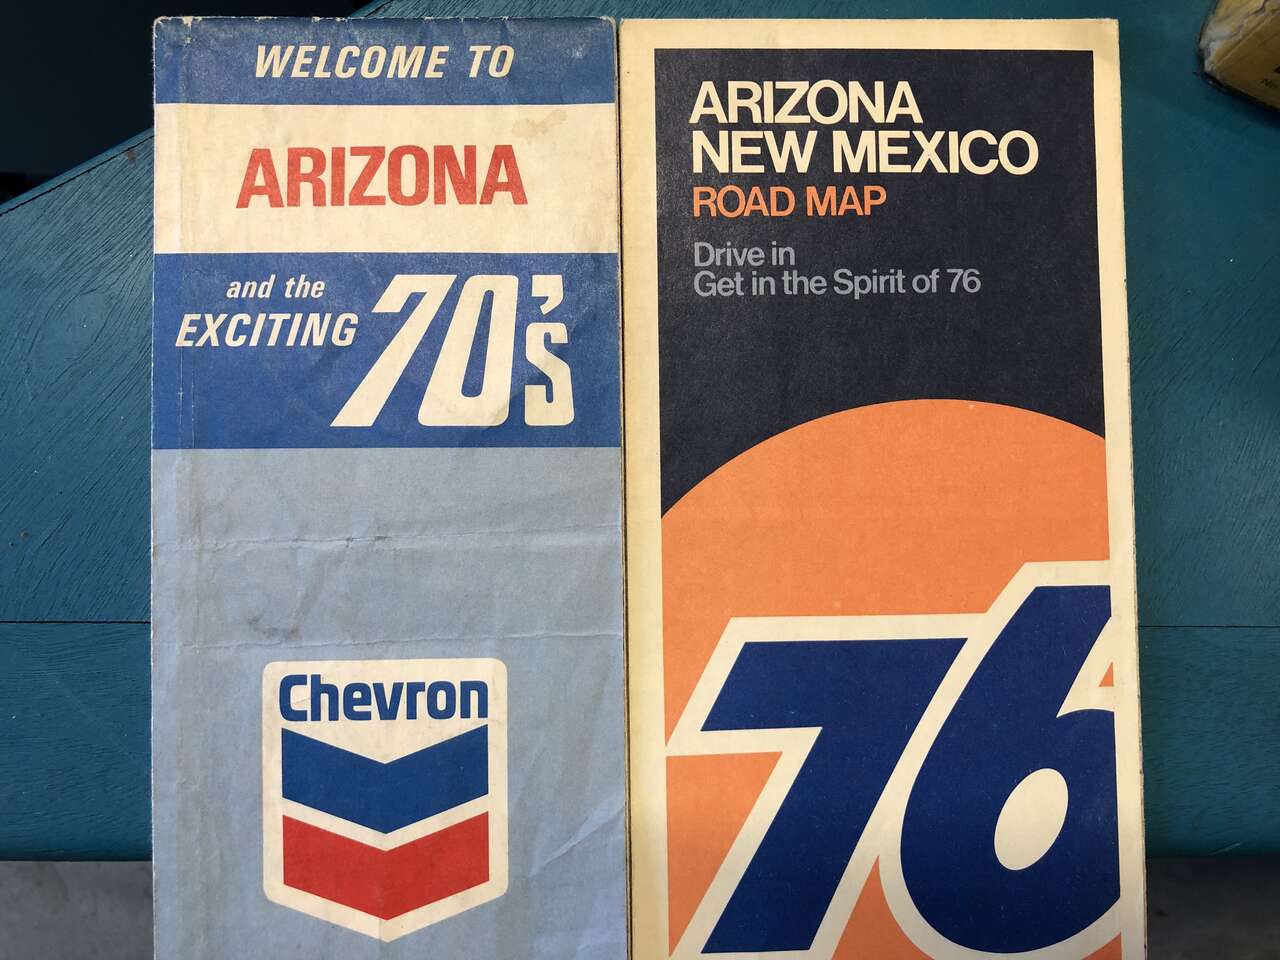 WELCOME TO
ARIZONA
and the
EXCITING
70's
Chevron
ARIZONA
NEW MEXICO
ROAD MAP
Drive in
Get in the Spirit of 76
76